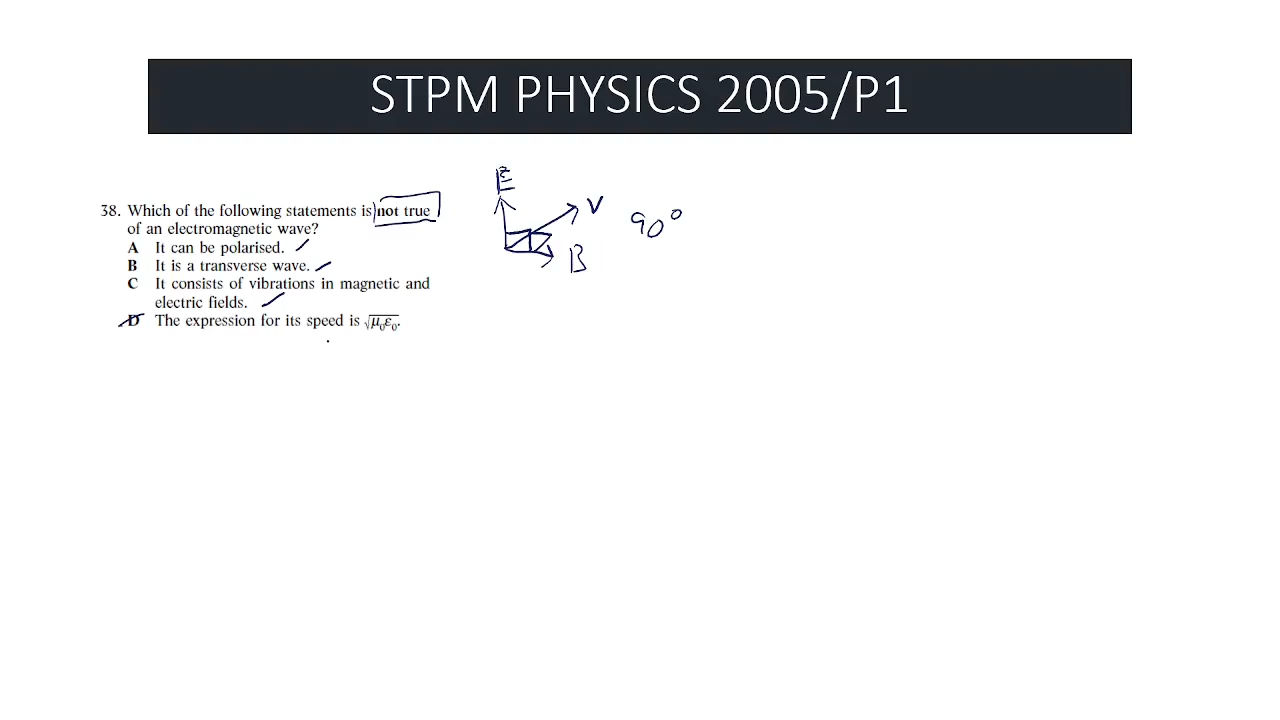 STPM PHYSICS 2005/P1
38. Which of the following statements is not true
of an electromagnetic wave?
A It can be polarised.
B It is a transverse wave.
C It consists of vibrations in magnetic and
electric fields.
D The expression for its speed is √μ₀ε₀.
E
V
B
90°